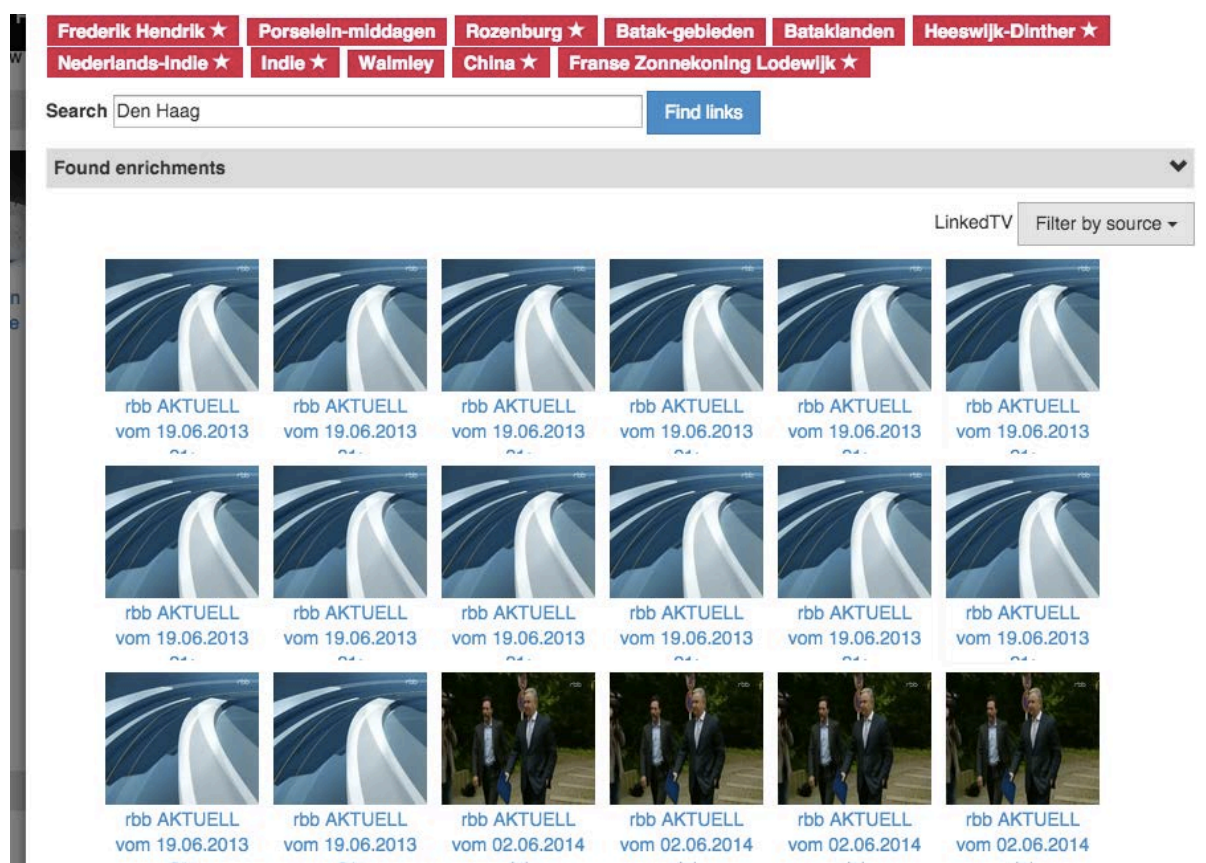 Frederik Hendrik ★ Porselein-middagen Rozenburg ★ Batak-gebieden Bataklanden Heeswijk-Dinther ★
Nederlands-Indie ★ Indie ★ Walmley China ★ Franse Zonnekoning Lodewijk ★
Search Den Haag Find links
Found enrichments
LinkedTV Filter by source
rbb AKTUELL rbb AKTUELL rbb AKTUELL rbb AKTUELL rbb AKTUELL rbb AKTUELL
vom 19.06.2013 vom 19.06.2013 vom 19.06.2013 vom 19.06.2013 vom 19.06.2013 vom 19.06.2013
rbb AKTUELL rbb AKTUELL rbb AKTUELL rbb AKTUELL rbb AKTUELL rbb AKTUELL
vom 19.06.2013 vom 19.06.2013 vom 19.06.2013 vom 19.06.2013 vom 19.06.2013 vom 19.06.2013
rbb AKTUELL rbb AKTUELL rbb AKTUELL rbb AKTUELL rbb AKTUELL rbb AKTUELL
vom 19.06.2013 vom 19.06.2013 vom 02.06.2014 vom 02.06.2014 vom 02.06.2014 vom 02.06.2014